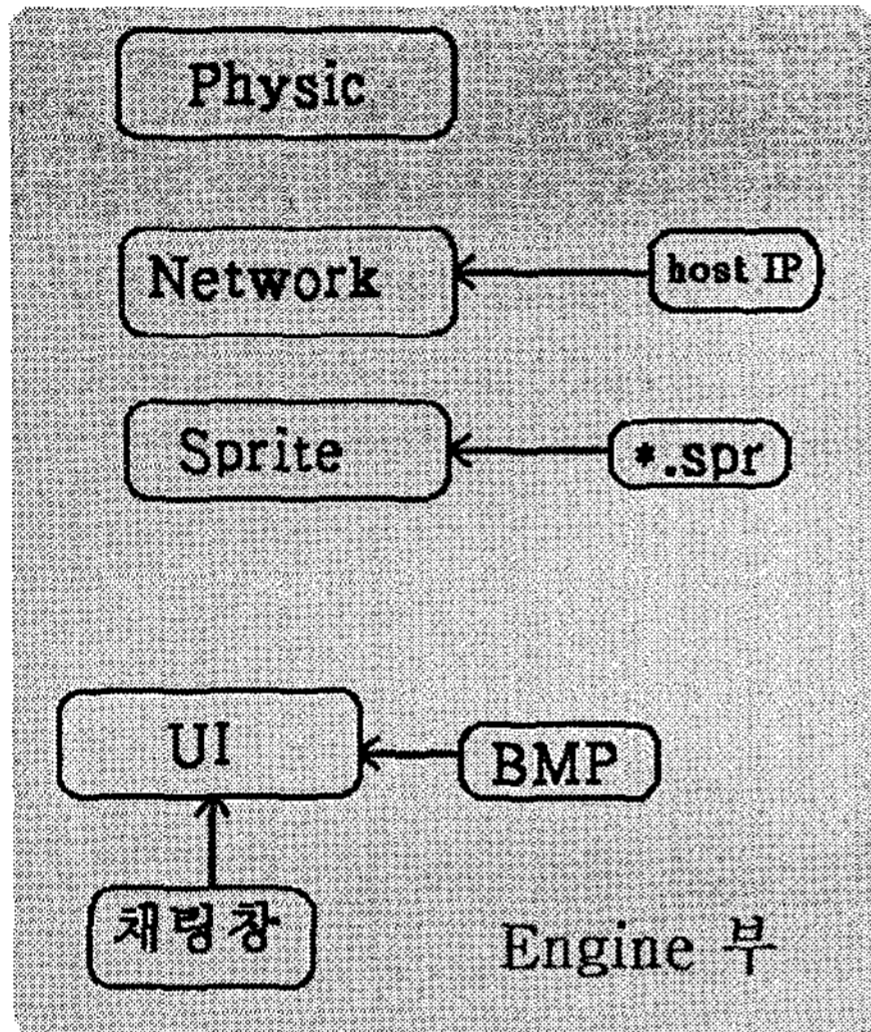 Physic
Network
host IP
Sprite
*.spr
UI
BMP
채팅창
Engine 부